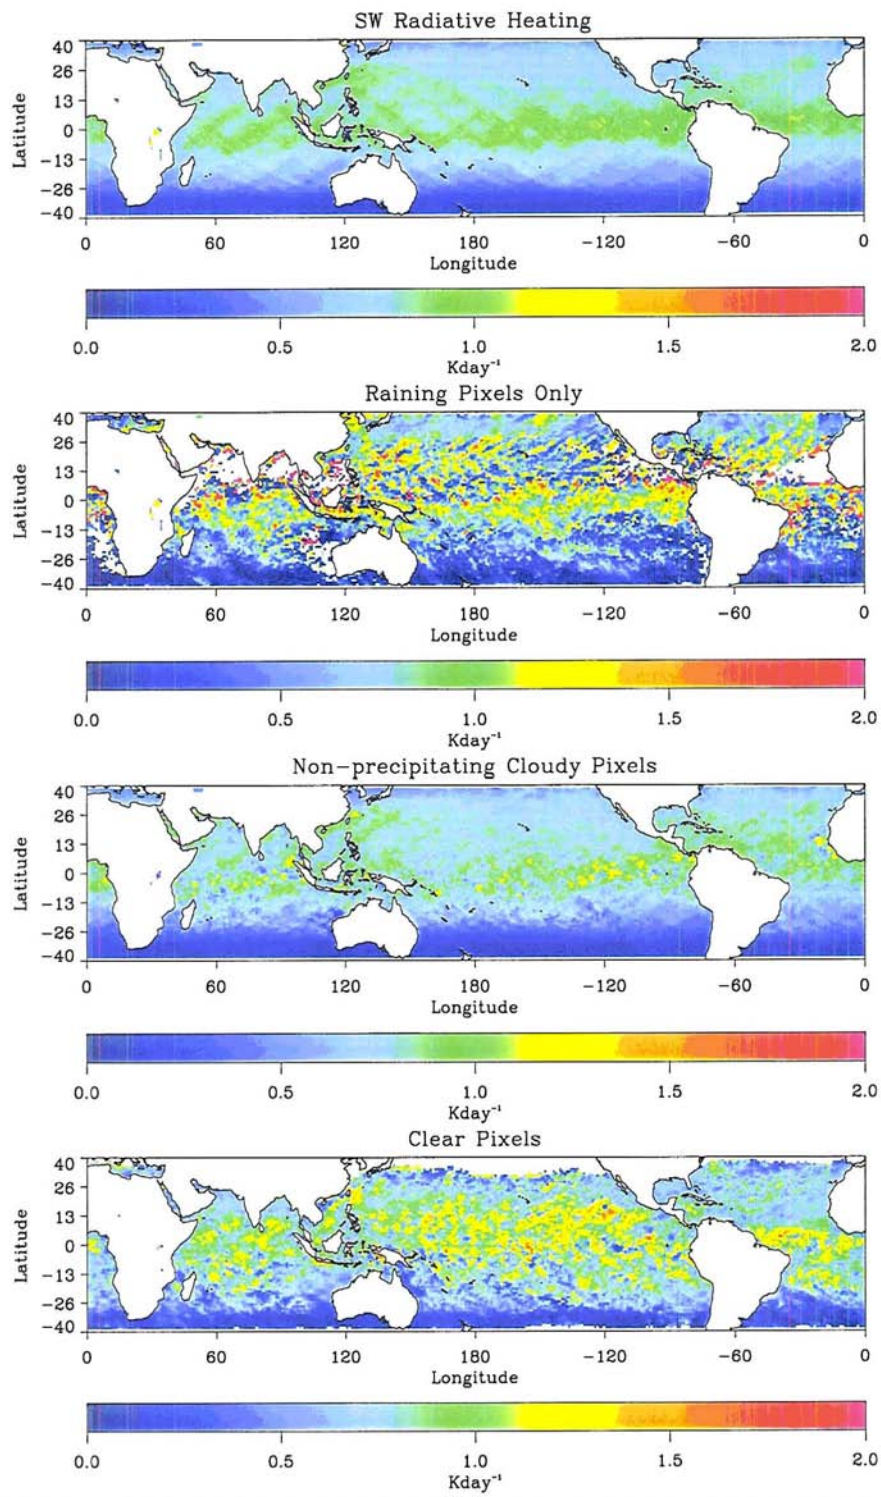 SW Radiative Heating
40
26
13
0
−13
−26
−40
Latitude
0 60 120 180 −120 −60 0
Longitude
0.0 0.5 1.0 1.5 2.0
Kday⁻¹
Raining Pixels Only
40
26
13
0
−13
−26
−40
Latitude
0 60 120 180 −120 −60 0
Longitude
0.0 0.5 1.0 1.5 2.0
Kday⁻¹
Non-precipitating Cloudy Pixels
40
26
13
0
−13
−26
−40
Latitude
0 60 120 180 −120 −60 0
Longitude
0.0 0.5 1.0 1.5 2.0
Kday⁻¹
Clear Pixels
40
26
13
0
−13
−26
−40
Latitude
0 60 120 180 −120 −60 0
Longitude
0.0 0.5 1.0 1.5 2.0
Kday⁻¹